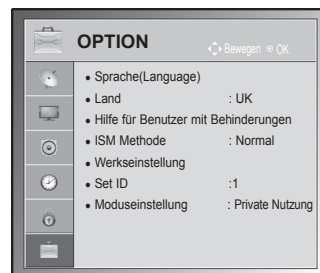 OPTION
Bewegen OK
• Sprache(Language)
• Land : UK
• Hilfe für Benutzer mit Behinderungen
• ISM Methode : Normal
• Werkseinstellung
• Set ID :1
• Moduseinstellung : Private Nutzung